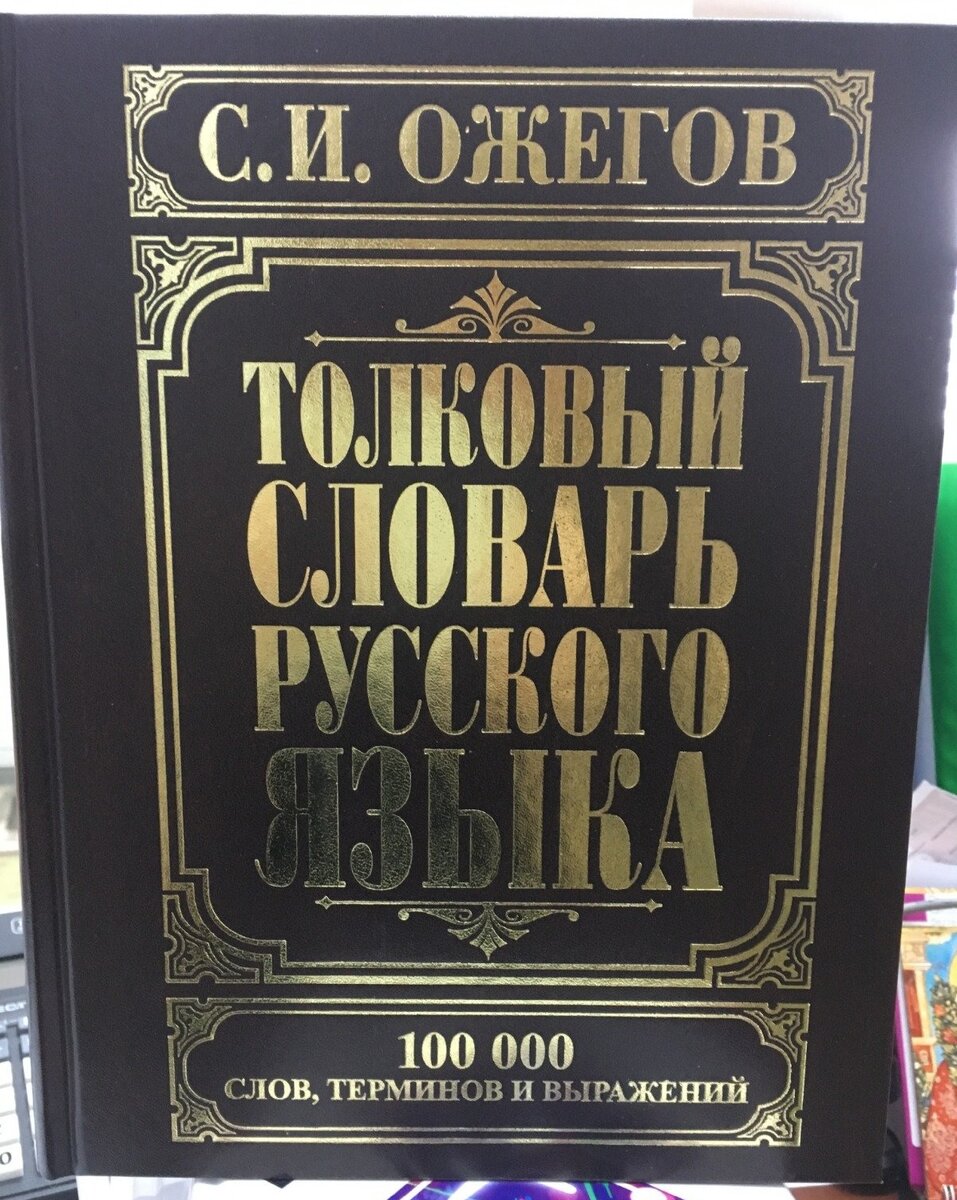 С. И. ОЖЕГОВ
ТОЛКОВЫЙ
СЛОВАРЬ
РУССКОГО
ЯЗЫКА
100 000
СЛОВ, ТЕРМИНОВ И ВЫРАЖЕНИЙ